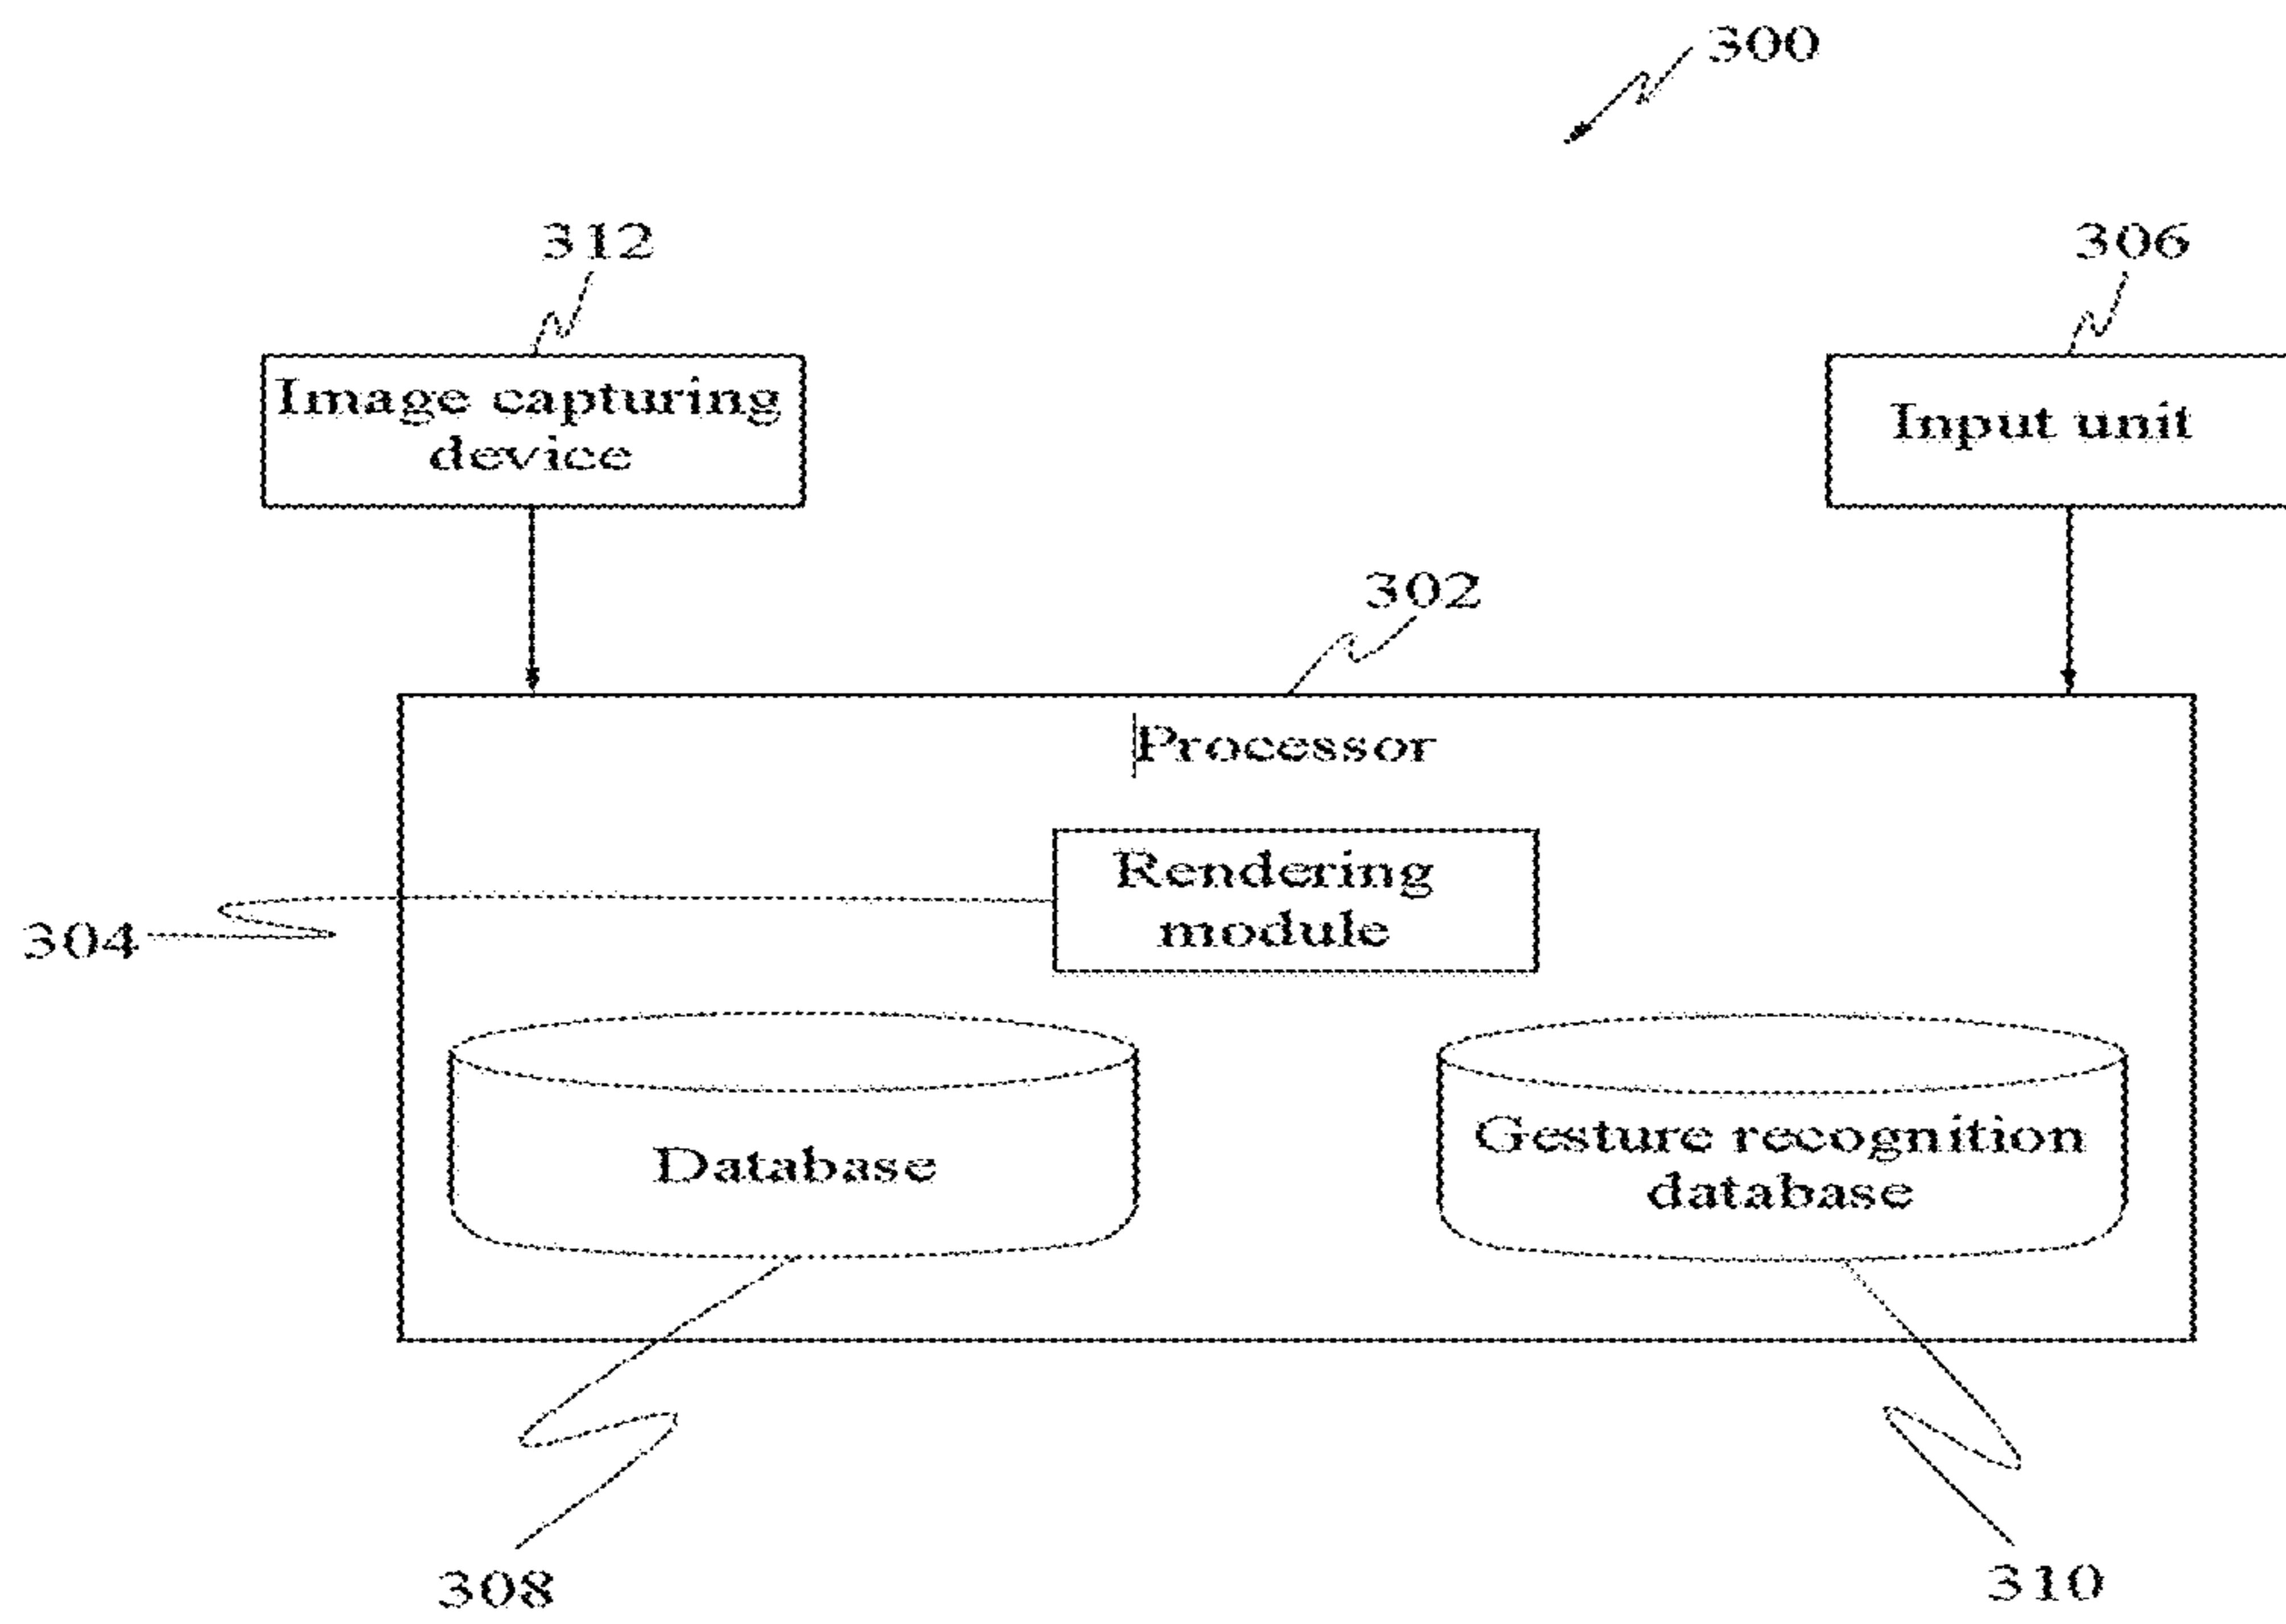 300
312
306
Image capturing
device
Input unit
302
Processor
Rendering
module
304
Database
Gesture recognition
database
308
310